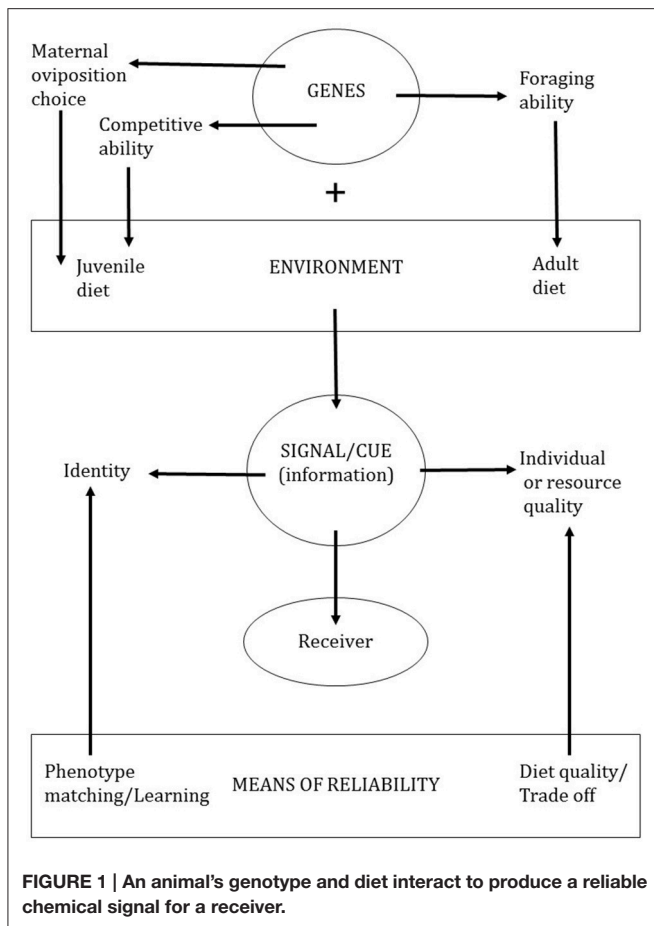 Maternal
oviposition
choice
GENES
Foraging
ability
Competitive
ability
+
Juvenile
diet
ENVIRONMENT
Adult
diet
SIGNAL/CUE
(information)
Identity
Individual
or resource
quality
Receiver
Phenotype
matching/Learning
MEANS OF RELIABILITY
Diet quality/
Trade off
FIGURE 1 | An animal's genotype and diet interact to produce a reliable
chemical signal for a receiver.